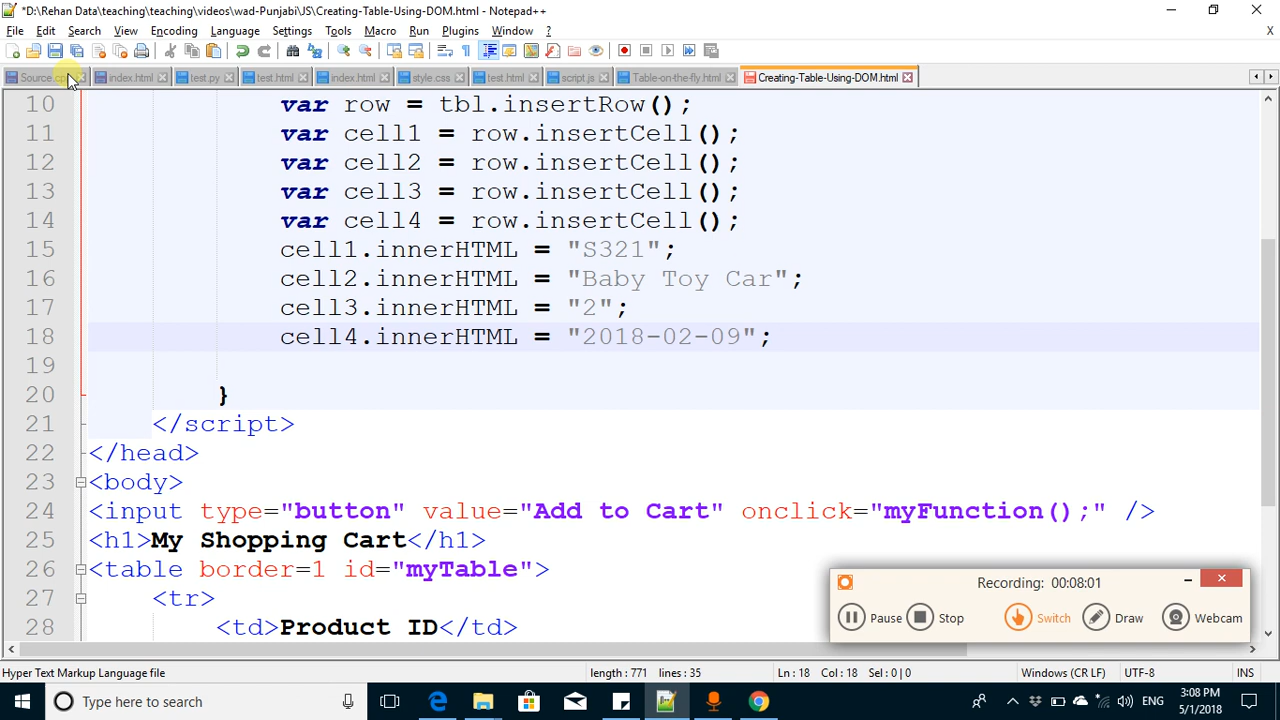 *D:\Rehan Data\teaching\teaching\videos\wad-Punjabi\JS\Creating-Table-Using-DOM.html - Notepad++
File Edit Search View Encoding Language Settings Tools Macro Run Plugins Window ? X
Source.cpp index.html test.py test.html index.html style.css test.html script.js Table-on-the-fly.html Creating-Table-Using-DOM.html
10 var row = tbl.insertRow();
11 var cell1 = row.insertCell();
12 var cell2 = row.insertCell();
13 var cell3 = row.insertCell();
14 var cell4 = row.insertCell();
15 cell1.innerHTML = "S321";
16 cell2.innerHTML = "Baby Toy Car";
17 cell3.innerHTML = "2";
18 cell4.innerHTML = "2018-02-09";
19
20 }
21 </script>
22 </head>
23 <body>
24 <input type="button" value="Add to Cart" onclick="myFunction();" />
25 <h1>My Shopping Cart</h1>
26 <table border=1 id="myTable">
27 <tr>
28 <td>Product ID</td>
Recording: 00:08:01
Pause Stop Switch Draw Webcam
Hyper Text Markup Language file length : 771 lines : 35 Ln : 18 Col : 18 Sel : 0 | 0 Windows (CR LF) UTF-8 INS
Type here to search ENG 3:08 PM
5/1/2018